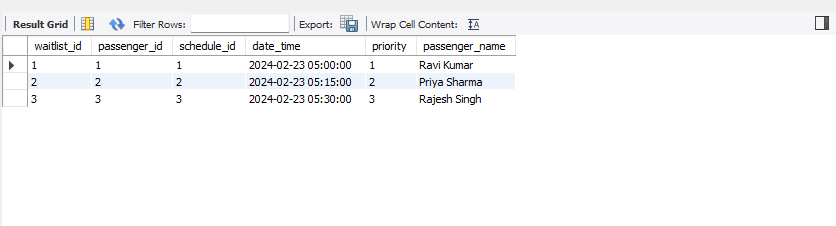 Result Grid Filter Rows: Export: Wrap Cell Content:
waitlist_id passenger_id schedule_id date_time priority passenger_name
1 1 1 2024-02-23 05:00:00 1 Ravi Kumar
2 2 2 2024-02-23 05:15:00 2 Priya Sharma
3 3 3 2024-02-23 05:30:00 3 Rajesh Singh